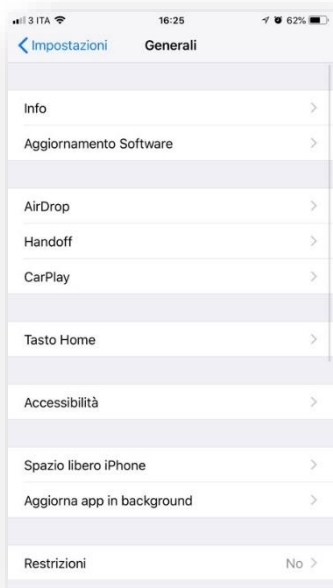 3 ITA 16:25 62%
Impostazioni Generali
Info
Aggiornamento Software
AirDrop
Handoff
CarPlay
Tasto Home
Accessibilità
Spazio libero iPhone
Aggiorna app in background
Restrizioni No